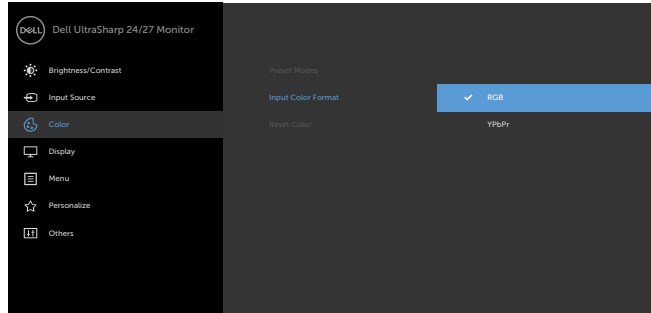 DELL Dell UltraSharp 24/27 Monitor
Brightness/Contrast
Preset Modes
Input Source
Input Color Format
RGB
Color
Reset Color
YPbPr
Display
Menu
Personalize
Others